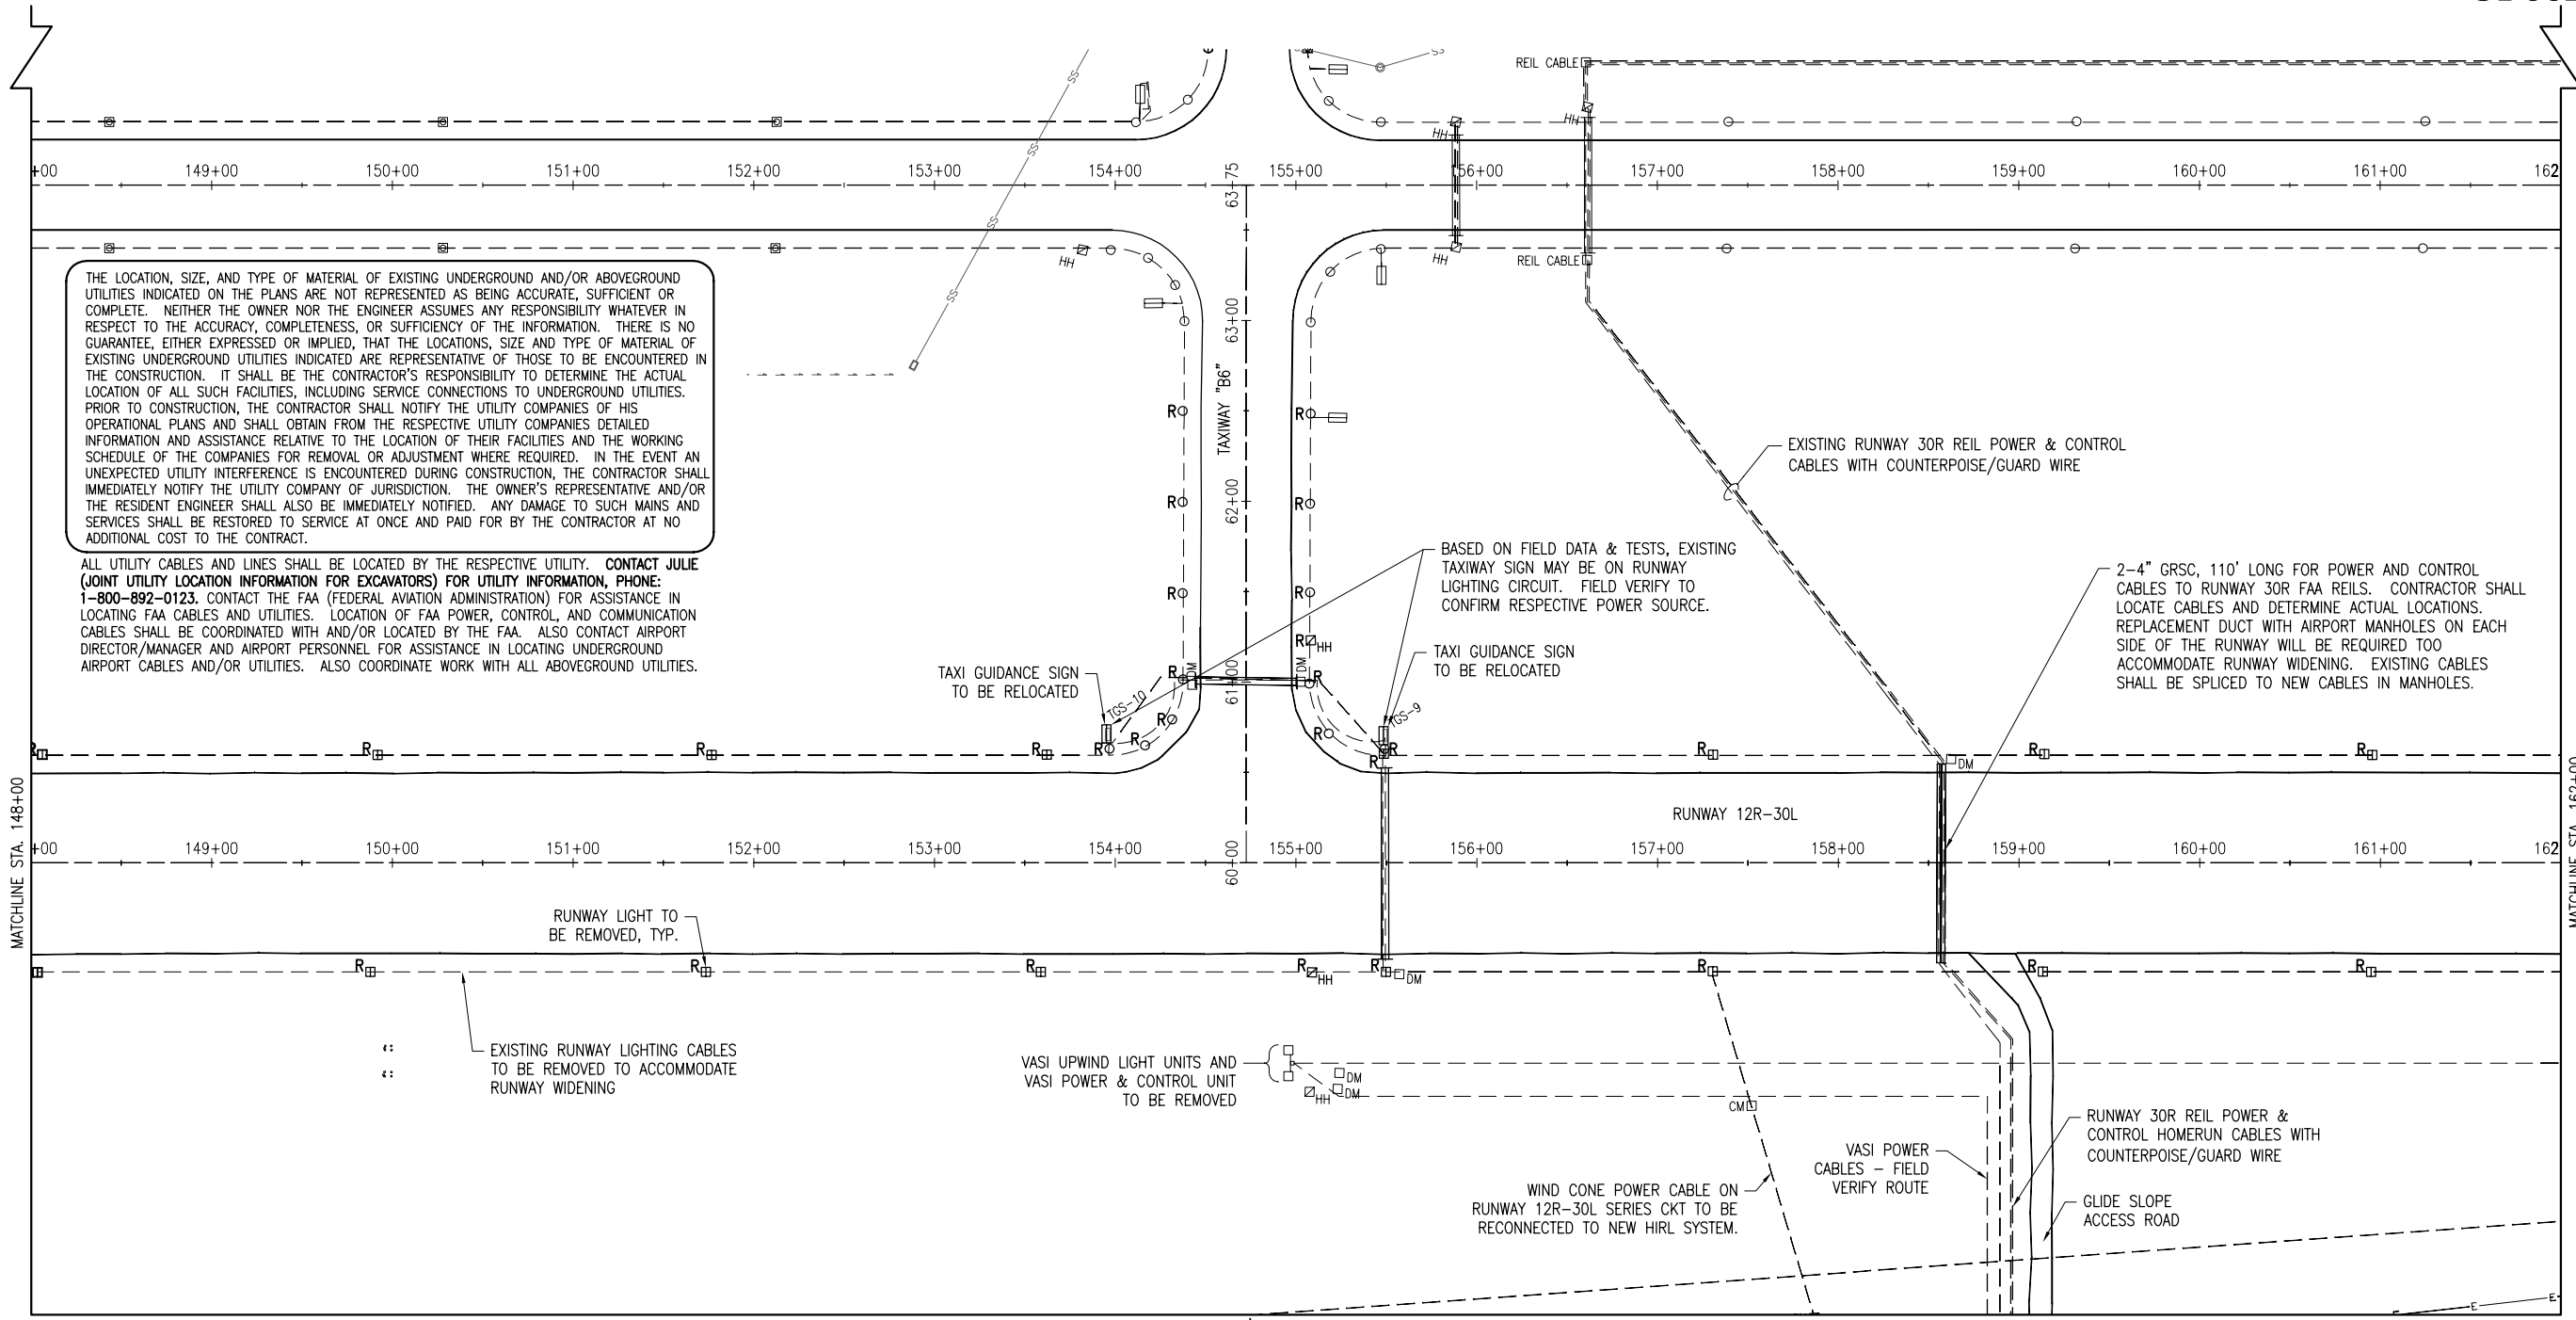 REIL CABLE
SS
SS
HH
HH
+00
149+00
150+00
151+00
152+00
153+00
154+00
63+75
155+00
156+00
157+00
158+00
159+00
160+00
161+00
162
SS
SS
SS
HH
HH
REIL CABLE
THE LOCATION, SIZE, AND TYPE OF MATERIAL OF EXISTING UNDERGROUND AND/OR ABOVEGROUND
UTILITIES INDICATED ON THE PLANS ARE NOT REPRESENTED AS BEING ACCURATE, SUFFICIENT OR
COMPLETE. NEITHER THE OWNER NOR THE ENGINEER ASSUMES ANY RESPONSIBILITY WHATEVER IN
RESPECT TO THE ACCURACY, COMPLETENESS, OR SUFFICIENCY OF THE INFORMATION. THERE IS NO
GUARANTEE, EITHER EXPRESSED OR IMPLIED, THAT THE LOCATIONS, SIZE AND TYPE OF MATERIAL OF
EXISTING UNDERGROUND UTILITIES INDICATED ARE REPRESENTATIVE OF THOSE TO BE ENCOUNTERED IN
THE CONSTRUCTION. IT SHALL BE THE CONTRACTOR'S RESPONSIBILITY TO DETERMINE THE ACTUAL
LOCATION OF ALL SUCH FACILITIES, INCLUDING SERVICE CONNECTIONS TO UNDERGROUND UTILITIES.
PRIOR TO CONSTRUCTION, THE CONTRACTOR SHALL NOTIFY THE UTILITY COMPANIES OF HIS
OPERATIONAL PLANS AND SHALL OBTAIN FROM THE RESPECTIVE UTILITY COMPANIES DETAILED
INFORMATION AND ASSISTANCE RELATIVE TO THE LOCATION OF THEIR FACILITIES AND THE WORKING
SCHEDULE OF THE COMPANIES FOR REMOVAL OR ADJUSTMENT WHERE REQUIRED. IN THE EVENT AN
UNEXPECTED UTILITY INTERFERENCE IS ENCOUNTERED DURING CONSTRUCTION, THE CONTRACTOR SHALL
IMMEDIATELY NOTIFY THE UTILITY COMPANY OF JURISDICTION. THE OWNER'S REPRESENTATIVE AND/OR
THE RESIDENT ENGINEER SHALL ALSO BE IMMEDIATELY NOTIFIED. ANY DAMAGE TO SUCH MAINS AND
SERVICES SHALL BE RESTORED TO SERVICE AT ONCE AND PAID FOR BY THE CONTRACTOR AT NO
ADDITIONAL COST TO THE CONTRACT.
ALL UTILITY CABLES AND LINES SHALL BE LOCATED BY THE RESPECTIVE UTILITY. CONTACT JULIE
(JOINT UTILITY LOCATION INFORMATION FOR EXCAVATORS) FOR UTILITY INFORMATION, PHONE:
1-800-892-0123. CONTACT THE FAA (FEDERAL AVIATION ADMINISTRATION) FOR ASSISTANCE IN
LOCATING FAA CABLES AND UTILITIES. LOCATION OF FAA POWER, CONTROL, AND COMMUNICATION
CABLES SHALL BE COORDINATED WITH AND/OR LOCATED BY THE FAA. ALSO CONTACT AIRPORT
DIRECTOR/MANAGER AND AIRPORT PERSONNEL FOR ASSISTANCE IN LOCATING UNDERGROUND
AIRPORT CABLES AND/OR UTILITIES. ALSO COORDINATE WORK WITH ALL ABOVEGROUND UTILITIES.
63+00
TAXIWAY "B6"
62+00
61+00
60+00
R
R
R
R
R
R
R HH
DM
DM
R
R
EXISTING RUNWAY 30R REIL POWER & CONTROL
CABLES WITH COUNTERPOISE/GUARD WIRE
BASED ON FIELD DATA & TESTS, EXISTING
TAXIWAY SIGN MAY BE ON RUNWAY
LIGHTING CIRCUIT. FIELD VERIFY TO
CONFIRM RESPECTIVE POWER SOURCE.
2-4" GRSC, 110' LONG FOR POWER AND CONTROL
CABLES TO RUNWAY 30R FAA REILS. CONTRACTOR SHALL
LOCATE CABLES AND DETERMINE ACTUAL LOCATIONS.
REPLACEMENT DUCT WITH AIRPORT MANHOLES ON EACH
SIDE OF THE RUNWAY WILL BE REQUIRED TOO
ACCOMMODATE RUNWAY WIDENING. EXISTING CABLES
SHALL BE SPLICED TO NEW CABLES IN MANHOLES.
TAXI GUIDANCE SIGN
TO BE RELOCATED
TAXI GUIDANCE SIGN
TO BE RELOCATED
TGS-10
TGS-9
R
R
R
R
R
R
R
R
R
R
R
R
DM
R
R
RUNWAY 12R-30L
MATCHLINE STA. 148+00
MATCHLINE STA. 162+00
+00
149+00
150+00
151+00
152+00
153+00
154+00
155+00
156+00
157+00
158+00
159+00
160+00
161+00
162
RUNWAY LIGHT TO
BE REMOVED, TYP.
R
R
R
R HH
R DM
R
R
R
EXISTING RUNWAY LIGHTING CABLES
TO BE REMOVED TO ACCOMMODATE
RUNWAY WIDENING
VASI UPWIND LIGHT UNITS AND
VASI POWER & CONTROL UNIT
TO BE REMOVED
DM
DM
HH
CM
WIND CONE POWER CABLE ON
RUNWAY 12R-30L SERIES CKT TO BE
RECONNECTED TO NEW HIRL SYSTEM.
VASI POWER
CABLES - FIELD
VERIFY ROUTE
RUNWAY 30R REIL POWER &
CONTROL HOMERUN CABLES WITH
COUNTERPOISE/GUARD WIRE
GLIDE SLOPE
ACCESS ROAD
E
E